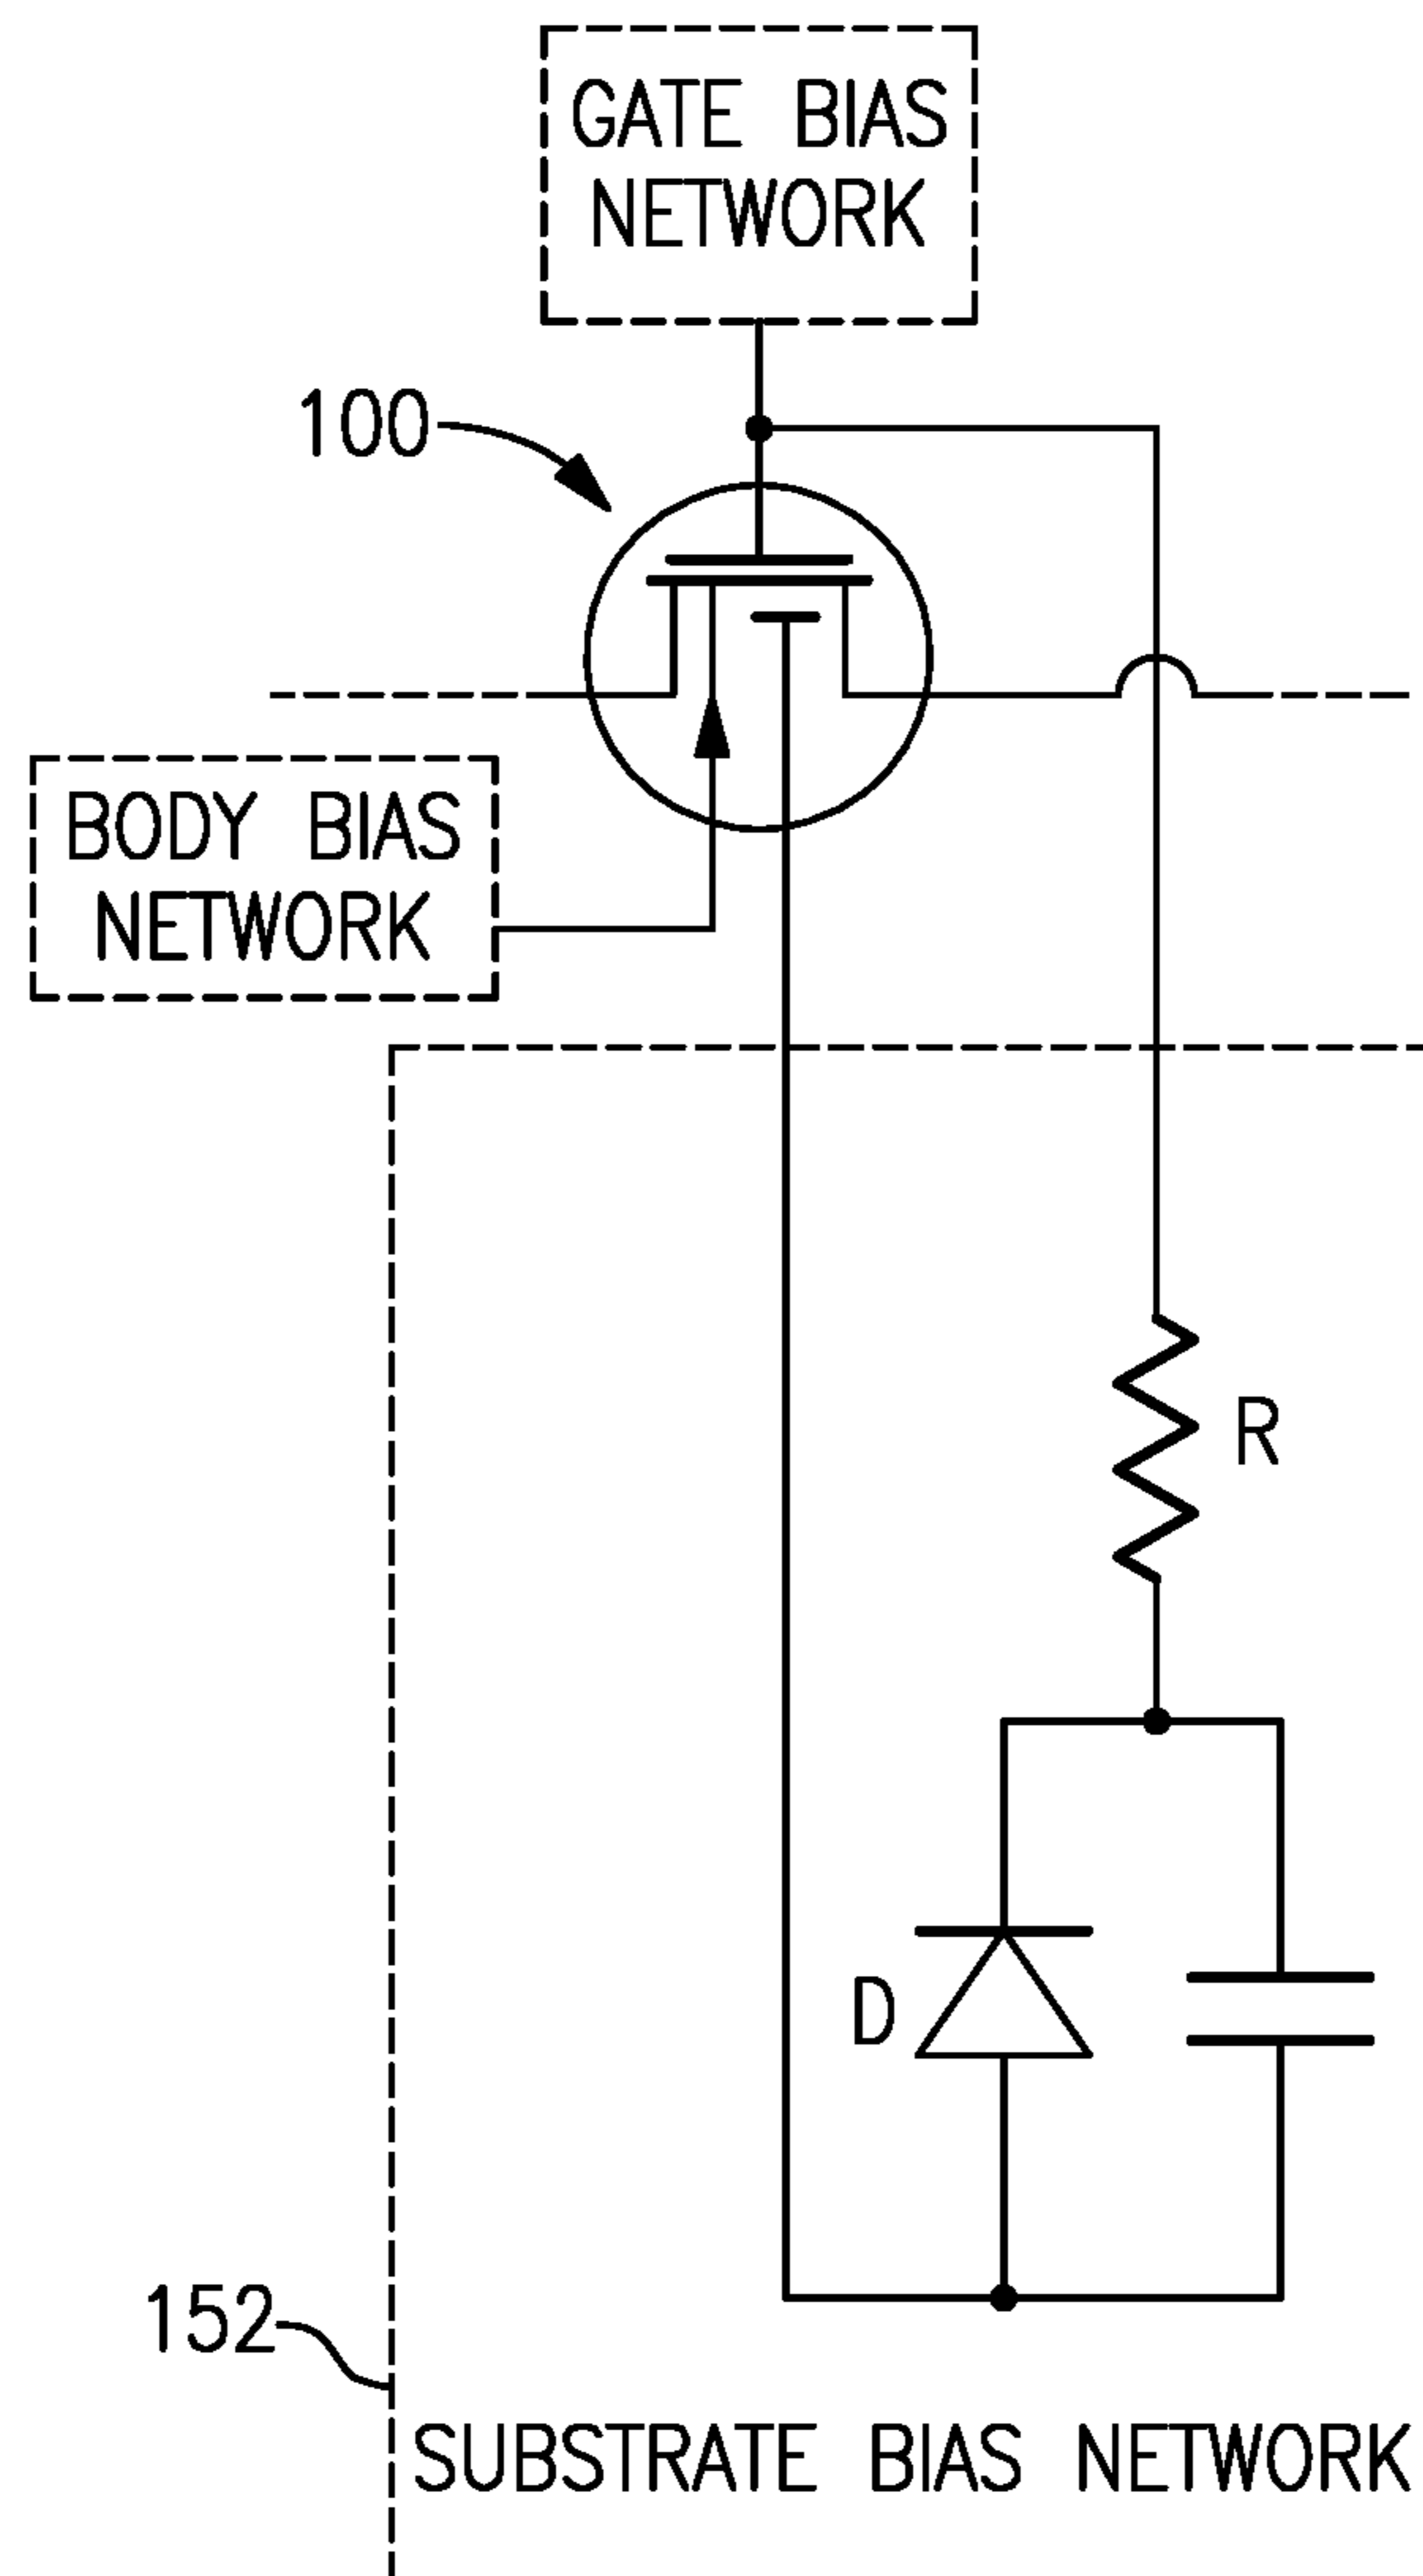 GATE BIAS
NETWORK
100
BODY BIAS
NETWORK
R
D
152
SUBSTRATE BIAS NETWORK